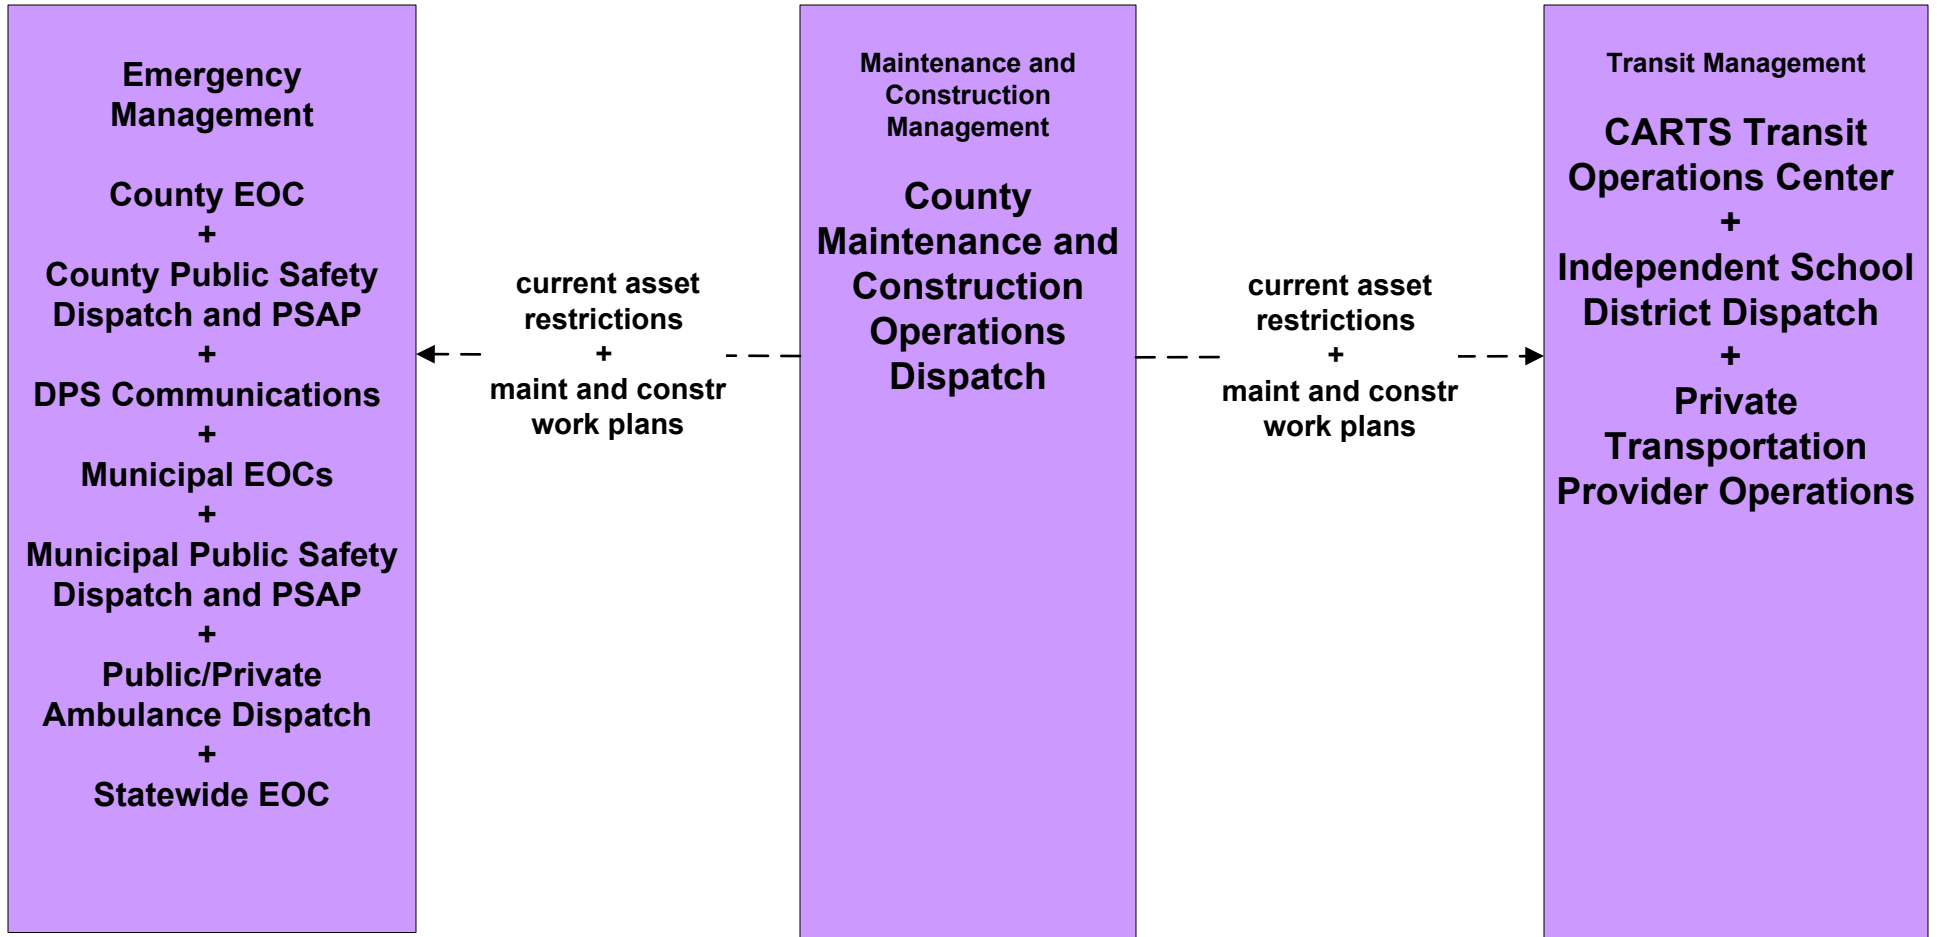 Emergency
Management
County EOC
+
County Public Safety
Dispatch and PSAP
+
DPS Communications
+
Municipal EOCs
+
Municipal Public Safety
Dispatch and PSAP
+
Public/Private
Ambulance Dispatch
+
Statewide EOC
current asset
restrictions
+
maint and constr
work plans
Maintenance and
Construction
Management
County
Maintenance and
Construction
Operations
Dispatch
current asset
restrictions
+
maint and constr
work plans
Transit Management
CARTS Transit
Operations Center
+
Independent School
District Dispatch
+
Private
Transportation
Provider Operations